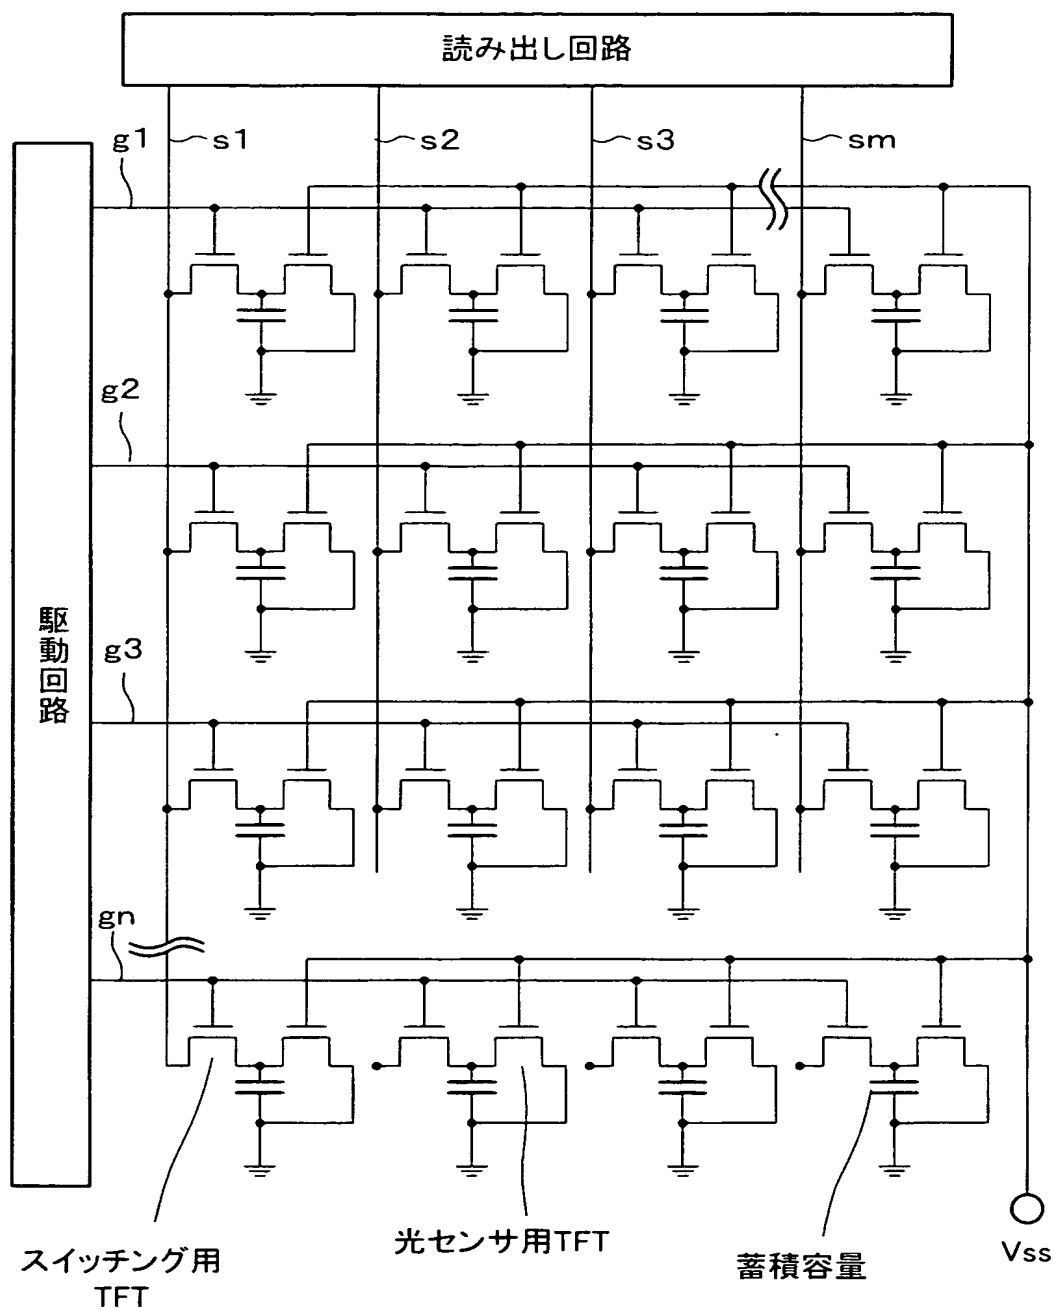 読み出し回路
g1
s1
s2
s3
sm
g2
駆動回路
g3
gn
スイッチング用
TFT
光センサ用TFT
蓄積容量
Vss